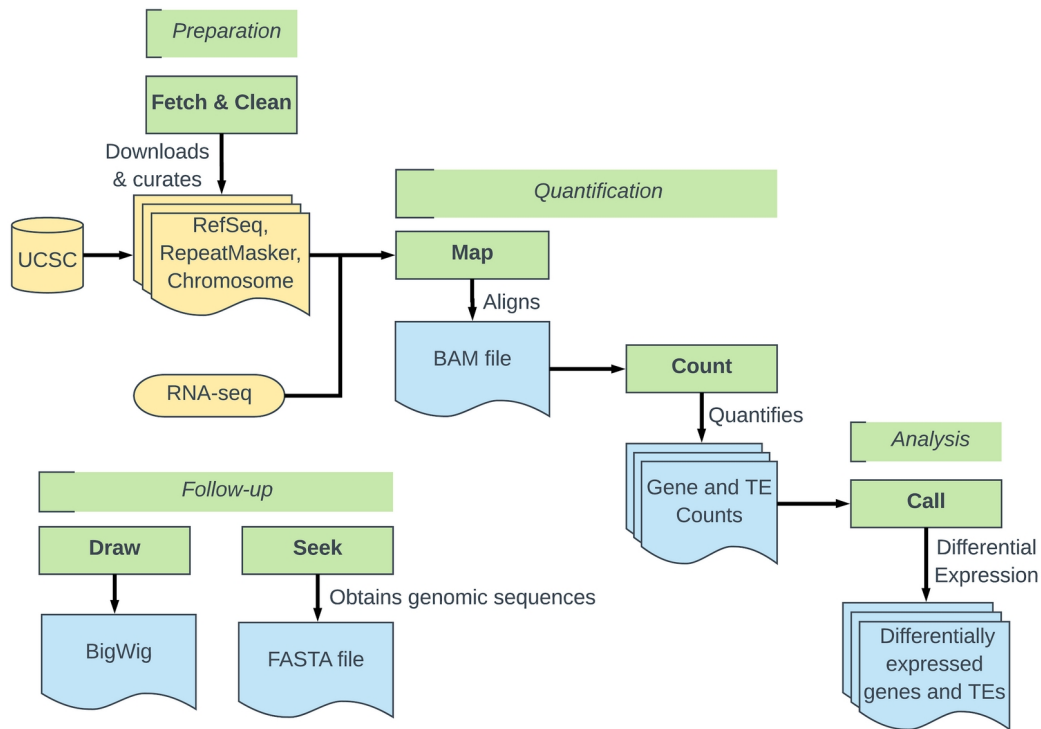 Preparation
Fetch & Clean
Downloads
& curates
UCSC
RefSeq,
RepeatMasker,
Chromosome
RNA-seq
Quantification
Map
Aligns
BAM file
Count
Quantifies
Gene and TE
Counts
Analysis
Call
Differential
Expression
Differentially
expressed
genes and TEs
Follow-up
Draw
BigWig
Seek
Obtains genomic sequences
FASTA file